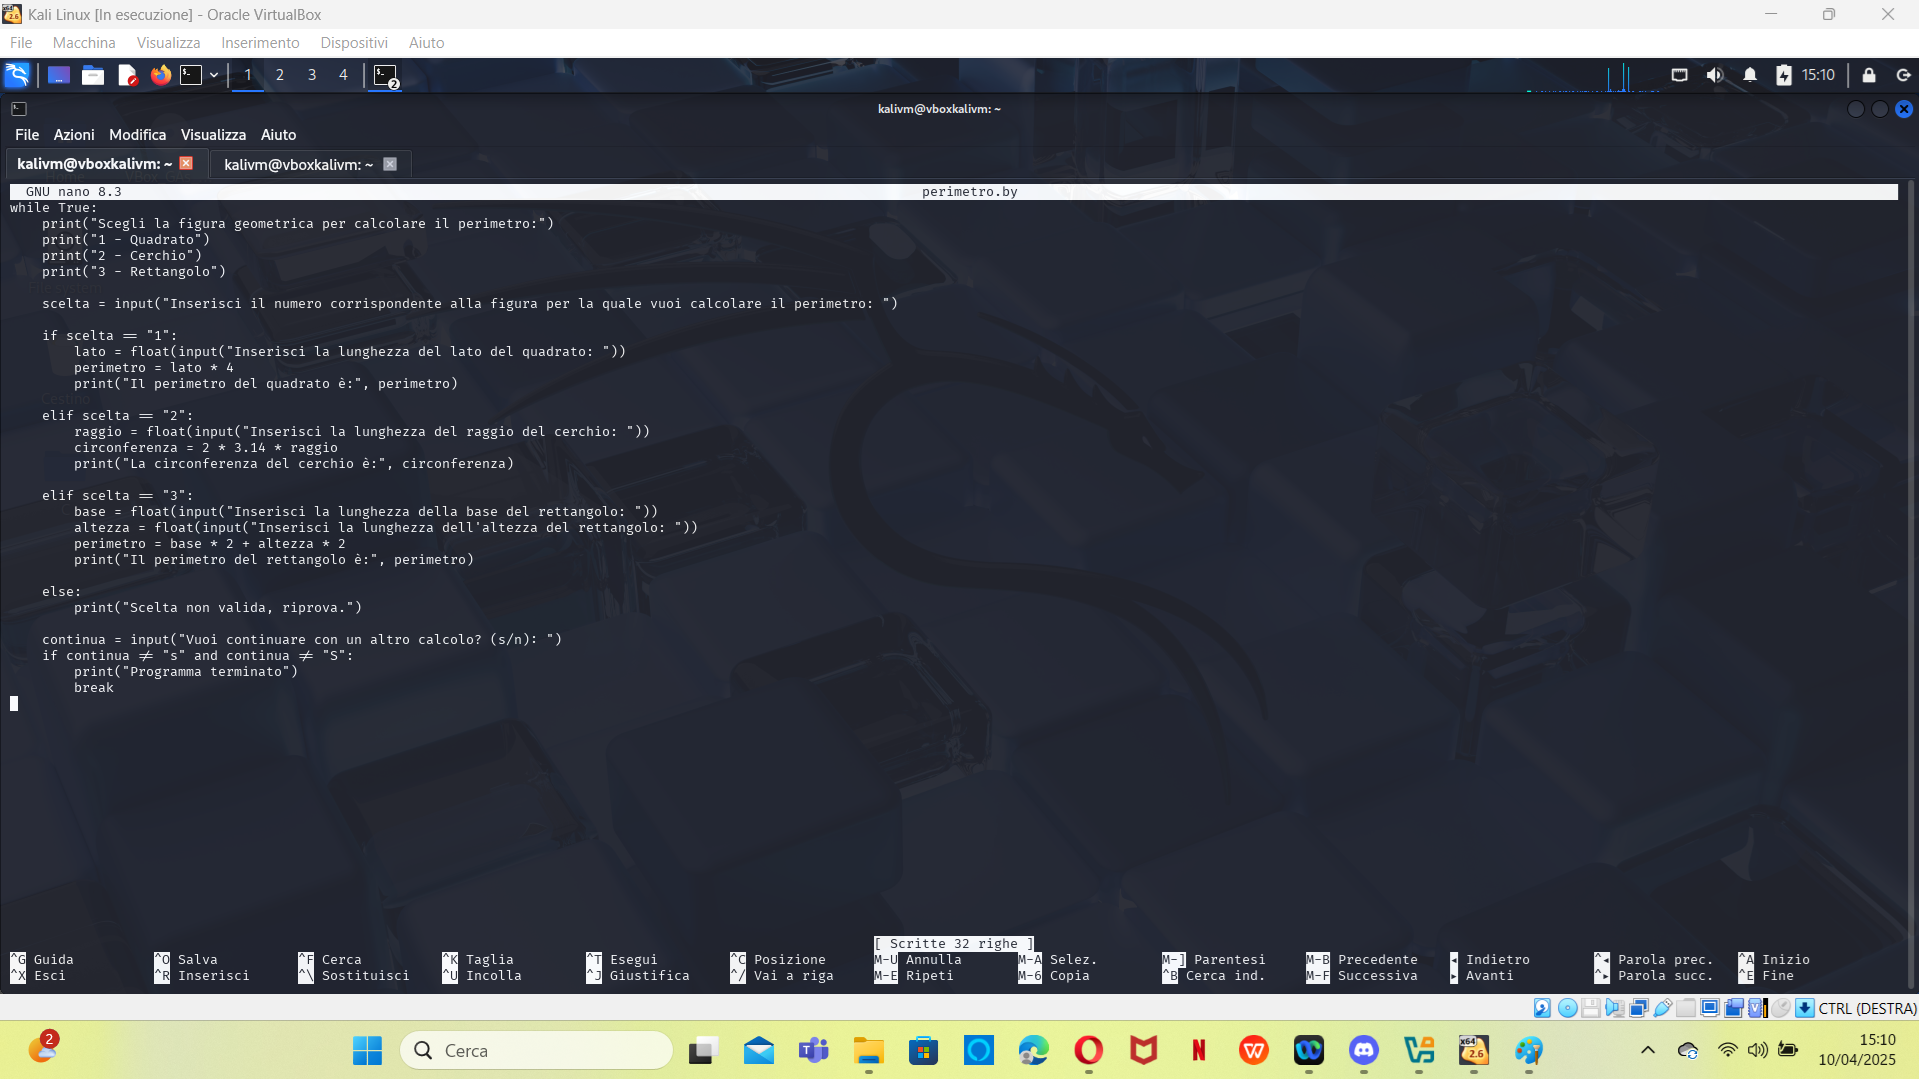 Kali Linux [In esecuzione] - Oracle VirtualBox
File Macchina Visualizza Inserimento Dispositivi Aiuto
1 2 3 4 2 15:10
kalivm@vboxkalivm: ~
File Azioni Modifica Visualizza Aiuto
kalivm@vboxkalivm: ~ kalivm@vboxkalivm: ~
GNU nano 8.3 perimetro.by
while True:
    print("Scegli la figura geometrica per calcolare il perimetro:")
    print("1 - Quadrato")
    print("2 - Cerchio")
    print("3 - Rettangolo")
    scelta = input("Inserisci il numero corrispondente alla figura per la quale vuoi calcolare il perimetro: ")
    if scelta == "1":
        lato = float(input("Inserisci la lunghezza del lato del quadrato: "))
        perimetro = lato * 4
        print("Il perimetro del quadrato è:", perimetro)
Cestino
    elif scelta == "2":
        raggio = float(input("Inserisci la lunghezza del raggio del cerchio: "))
        circonferenza = 2 * 3.14 * raggio
        print("La circonferenza del cerchio è:", circonferenza)
    elif scelta == "3":
        base = float(input("Inserisci la lunghezza della base del rettangolo: "))
        altezza = float(input("Inserisci la lunghezza dell'altezza del rettangolo: "))
        perimetro = base * 2 + altezza * 2
        print("Il perimetro del rettangolo è:", perimetro)
    else:
        print("Scelta non valida, riprova.")
    continua = input("Vuoi continuare con un altro calcolo? (s/n): ")
    if continua != "s" and continua != "S":
        print("Programma terminato")
        break
[ Scritte 32 righe ]
^G Guida ^O Salva ^F Cerca ^K Taglia ^T Esegui ^C Posizione M-U Annulla M-A Selez. M-] Parentesi M-B Precedente ◂ Indietro ^◂ Parola prec. ^A Inizio
^X Esci ^R Inserisci ^\ Sostituisci ^U Incolla ^J Giustifica ^/ Vai a riga M-E Ripeti M-6 Copia ^B Cerca ind. M-F Successiva ▸ Avanti ^▸ Parola succ. ^E Fine
CTRL (DESTRA)
2 Cerca x64 2.6 15:10
10/04/2025